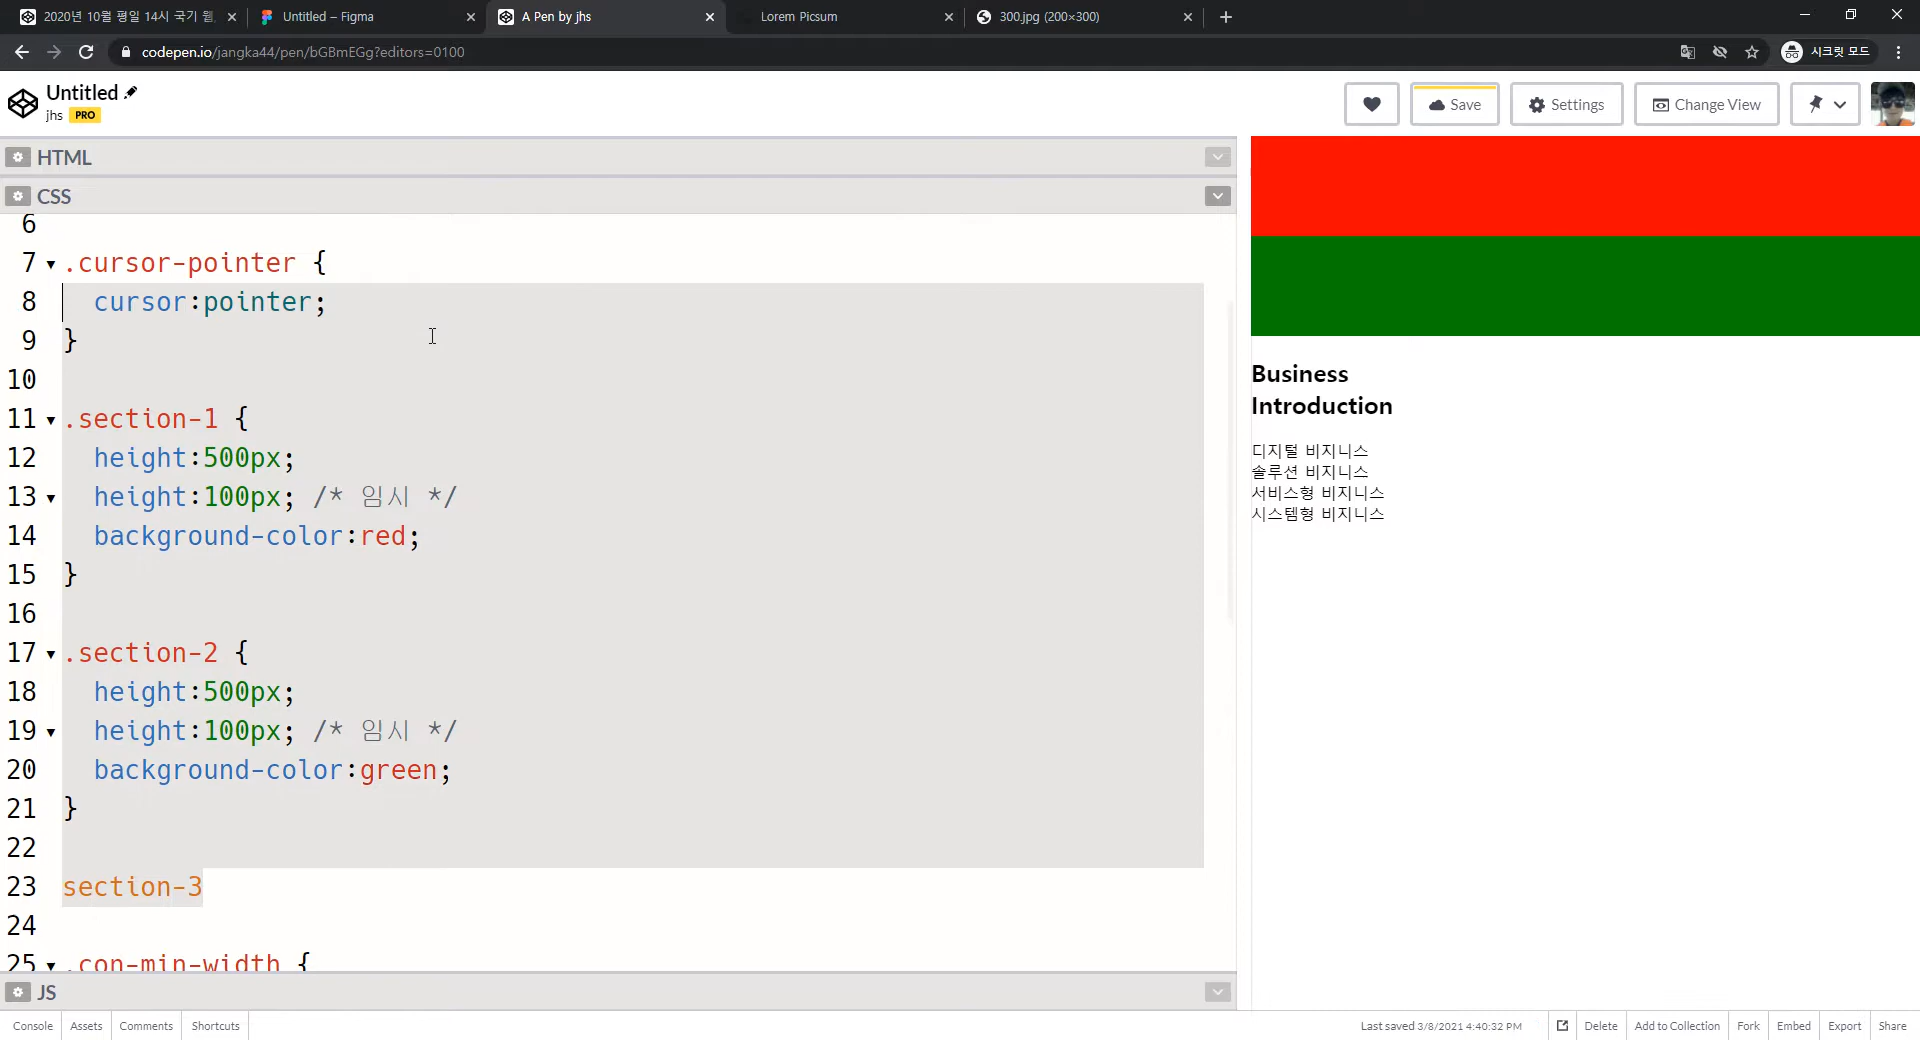 2020년 10월 평일 14시 국기 웹
Untitled – Figma
A Pen by jhs
Lorem Picsum
300.jpg (200×300)
codepen.io/jangka44/pen/bGBmEGg?editors=0100
시크릿 모드
Untitled
jhs PRO
Save
Settings
Change View
HTML
CSS
6
7 .cursor-pointer {
8 cursor:pointer;
9 }
10
11 .section-1 {
12 height:500px;
13 height:100px; /* 임시 */
14 background-color:red;
15 }
16
17 .section-2 {
18 height:500px;
19 height:100px; /* 임시 */
20 background-color:green;
21 }
22
23 section-3
24
25 .con-min-width {
JS
Business
Introduction
디지털 비지니스
솔루션 비지니스
서비스형 비지니스
시스템형 비지니스
Console Assets Comments Shortcuts
Last saved 3/8/2021 4:40:32 PM
Delete Add to Collection Fork Embed Export Share